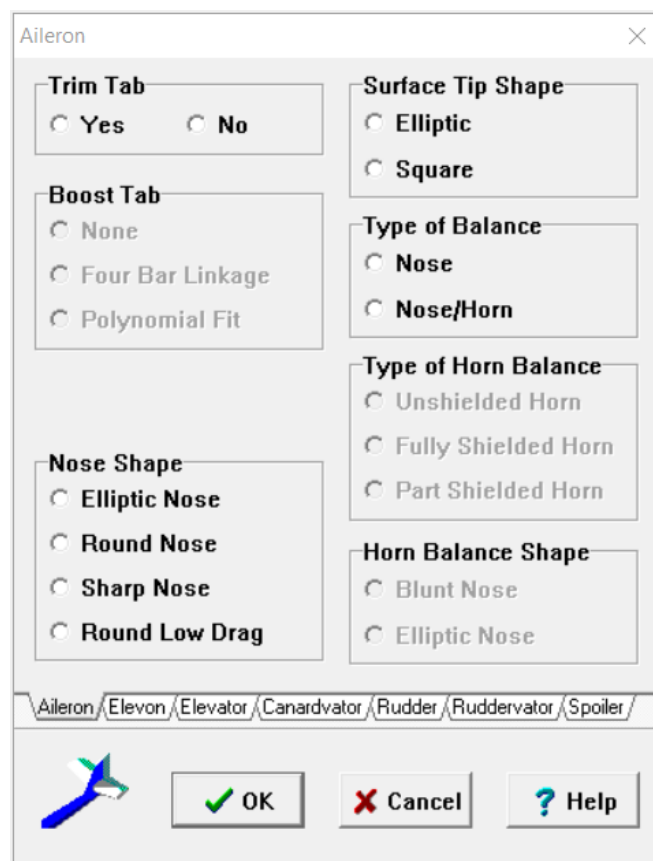 Aileron
Trim Tab
Yes No
Boost Tab
None
Four Bar Linkage
Polynomial Fit
Nose Shape
Elliptic Nose
Round Nose
Sharp Nose
Round Low Drag
Surface Tip Shape
Elliptic
Square
Type of Balance
Nose
Nose/Horn
Type of Horn Balance
Unshielded Horn
Fully Shielded Horn
Part Shielded Horn
Horn Balance Shape
Blunt Nose
Elliptic Nose
Aileron Elevon Elevator Canardvator Rudder Ruddervator Spoiler
OK Cancel ? Help